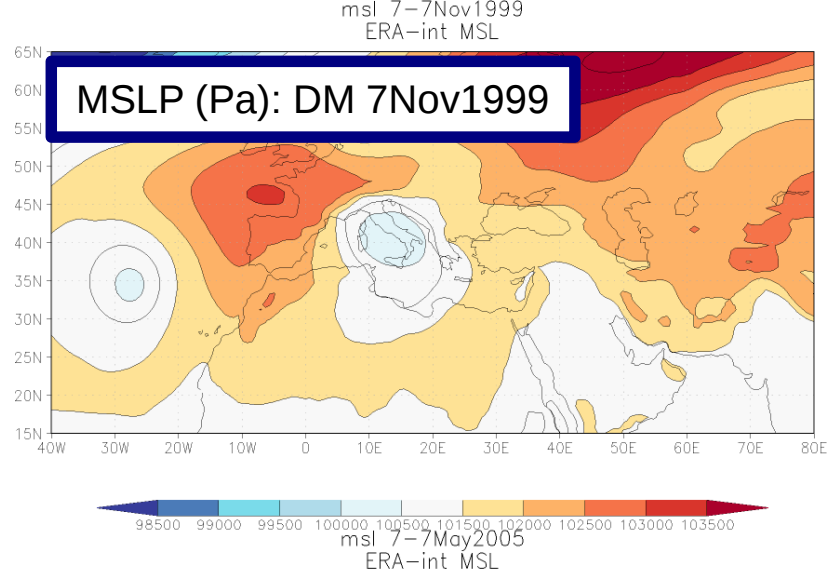 msl 7-7Nov1999
ERA-int MSL
MSLP (Pa): DM 7Nov1999
65N
60N
55N
50N
45N
40N
35N
30N
25N
20N
15N
40W 30W 20W 10W 0 10E 20E 30E 40E 50E 60E 70E 80E
98500 99000 99500 100000 100500 101500 102000 102500 103000 103500
msl 7-7May2005
ERA-int MSL